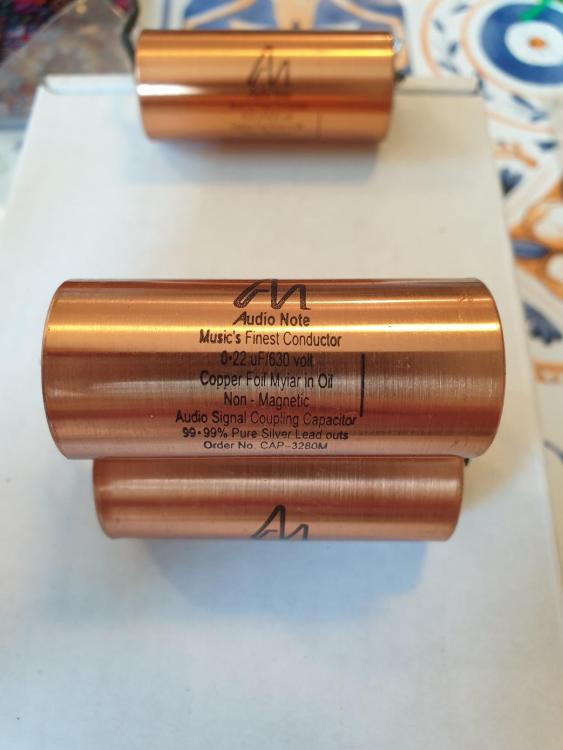 Audio Note
Music's Finest Conductor
0·22 uF/630 volt
Copper Foil Mylar in Oil
Non - Magnetic
Audio Signal Coupling Capacitor
99·99% Pure Silver Lead outs
Order No. CAP-3280M